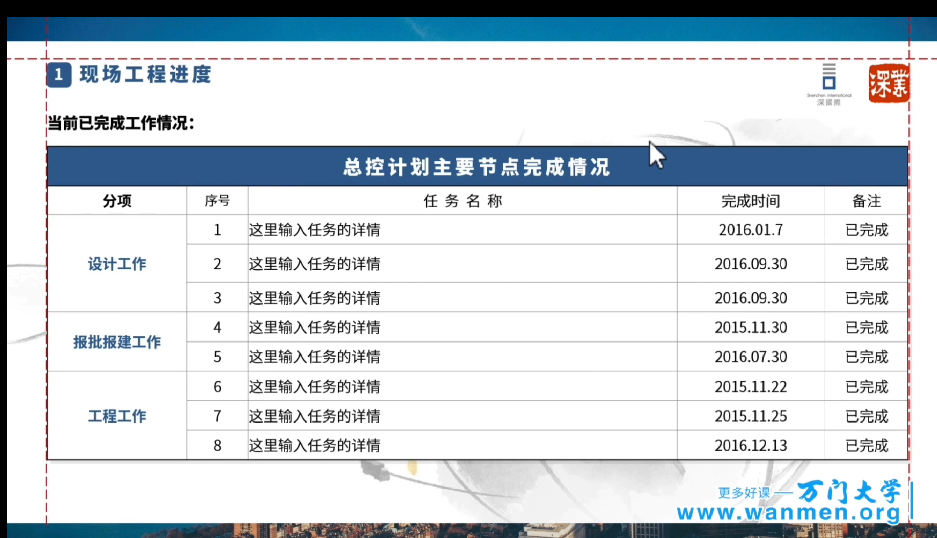 1 现场工程进度
Shenzhen International
深國際
深業
当前已完成工作情况：
总控计划主要节点完成情况
分项 序号 任务名称 完成时间 备注
设计工作
1 这里输入任务的详情 2016.01.7 已完成
2 这里输入任务的详情 2016.09.30 已完成
3 这里输入任务的详情 2016.09.30 已完成
报批报建工作
4 这里输入任务的详情 2015.11.30 已完成
5 这里输入任务的详情 2016.07.30 已完成
工程工作
6 这里输入任务的详情 2015.11.22 已完成
7 这里输入任务的详情 2015.11.25 已完成
8 这里输入任务的详情 2016.12.13 已完成
更多好课 — 万门大学
www.wanmen.org